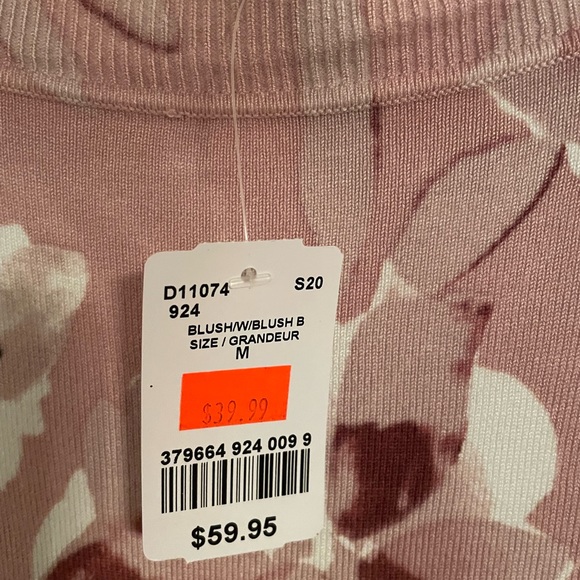 D11074 S20
924
BLUSH/W/BLUSH B
SIZE / GRANDEUR
M
$39.99
379664 924 009 9
$59.95